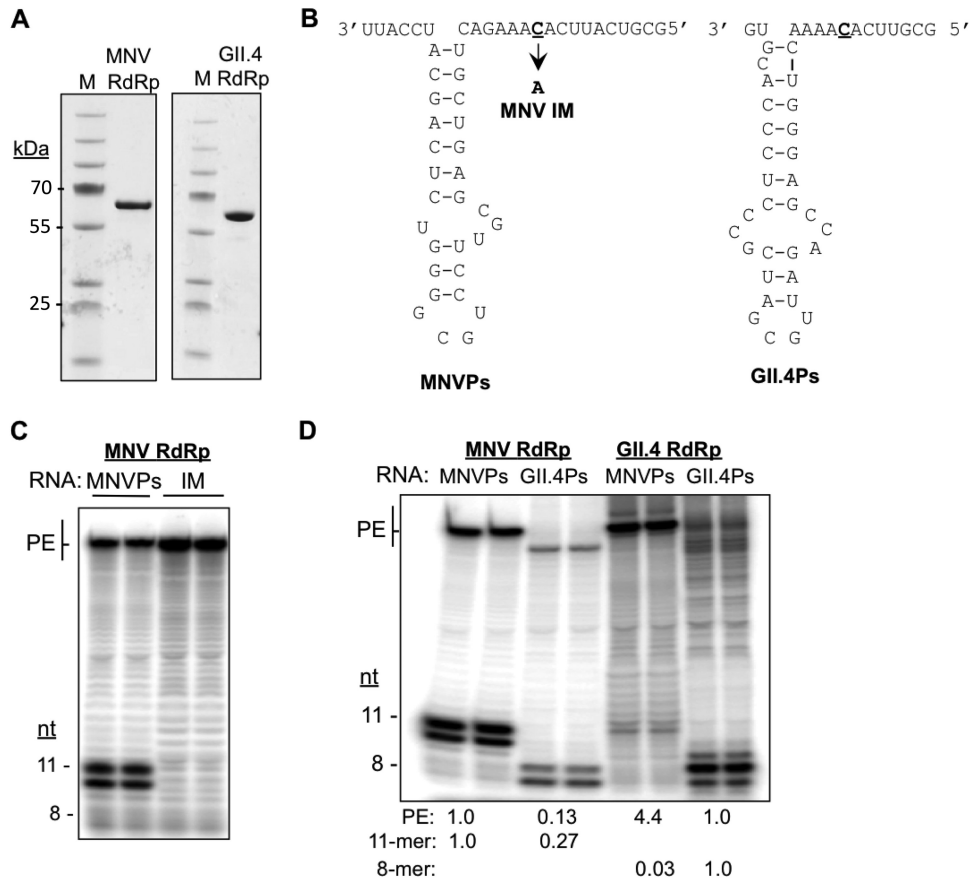 A
MNV RdRp
GII.4 RdRp
M
M
kDa
70 -
55 -
25 -
B
3’UUACCU CAGAAACACUUACUGCG5’
A-U
C-G
G-C
A-U
C-G
U-A
C-G
U
C
G
U
G-U
G-C
G-C
G
U
C
G
A
MNV IM
MNVPs
3’ GU AAAACACUUGCG 5’
G
C
C
U
A
C-G
C-G
C-G
U-A
C-G
C
C
G
C
C
A
C-G
U-A
A-U
G
U
C
G
GII.4Ps
C
MNV RdRp
RNA: MNVPs IM
PE
nt
11 -
8 -
D
MNV RdRp GII.4 RdRp
RNA: MNVPs GII.4Ps MNVPs GII.4Ps
PE
nt
11 -
8 -
PE: 1.0 0.13 4.4 1.0
11-mer: 1.0 0.27
8-mer: 0.03 1.0